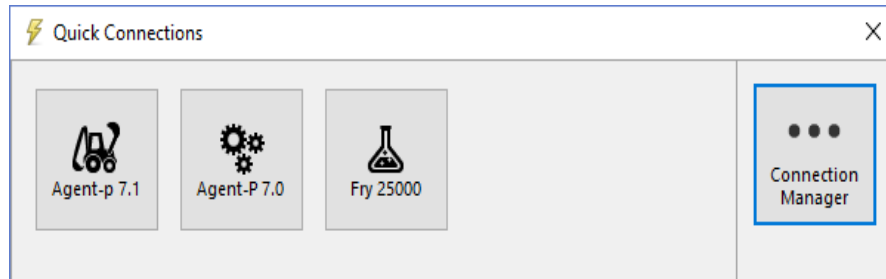 Quick Connections
Agent-p 7.1
Agent-P 7.0
Fry 25000
Connection
Manager